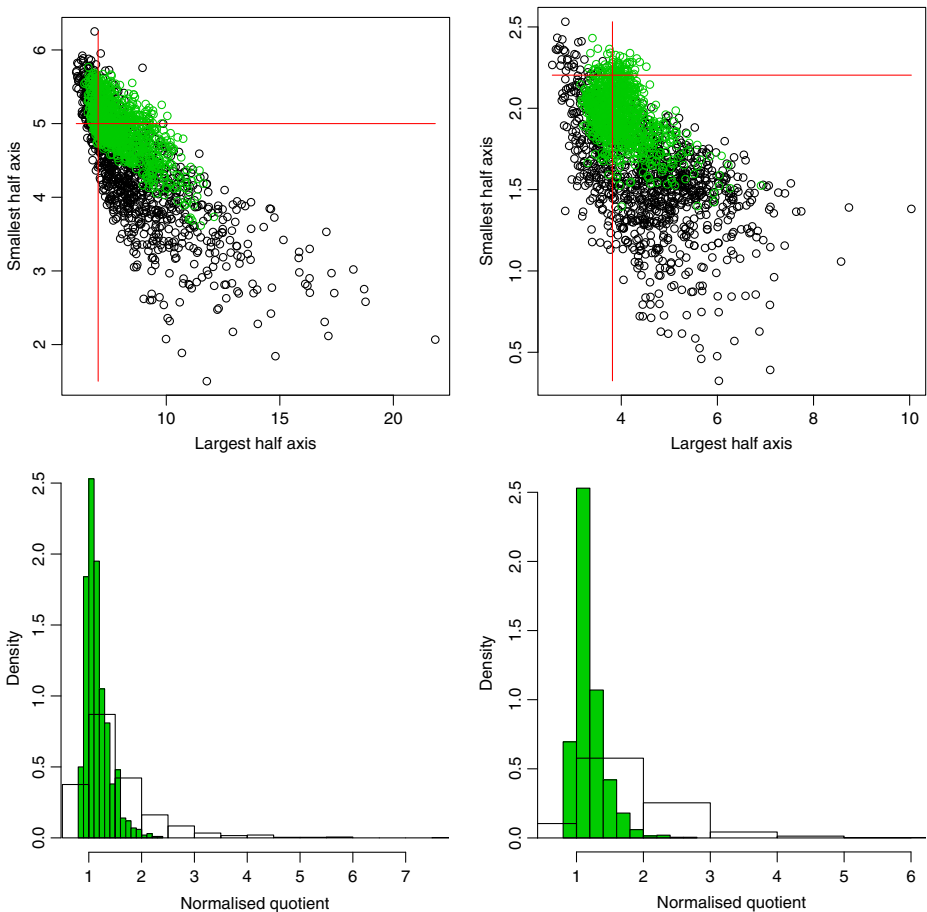 Smallest half axis
6
5
4
3
2
10 15 20
Largest half axis
Smallest half axis
2.5
2.0
1.5
1.0
0.5
4 6 8 10
Largest half axis
Density
2.5
2.0
1.5
1.0
0.5
0.0
1 2 3 4 5 6 7
Normalised quotient
Density
2.5
2.0
1.5
1.0
0.5
0.0
1 2 3 4 5 6
Normalised quotient